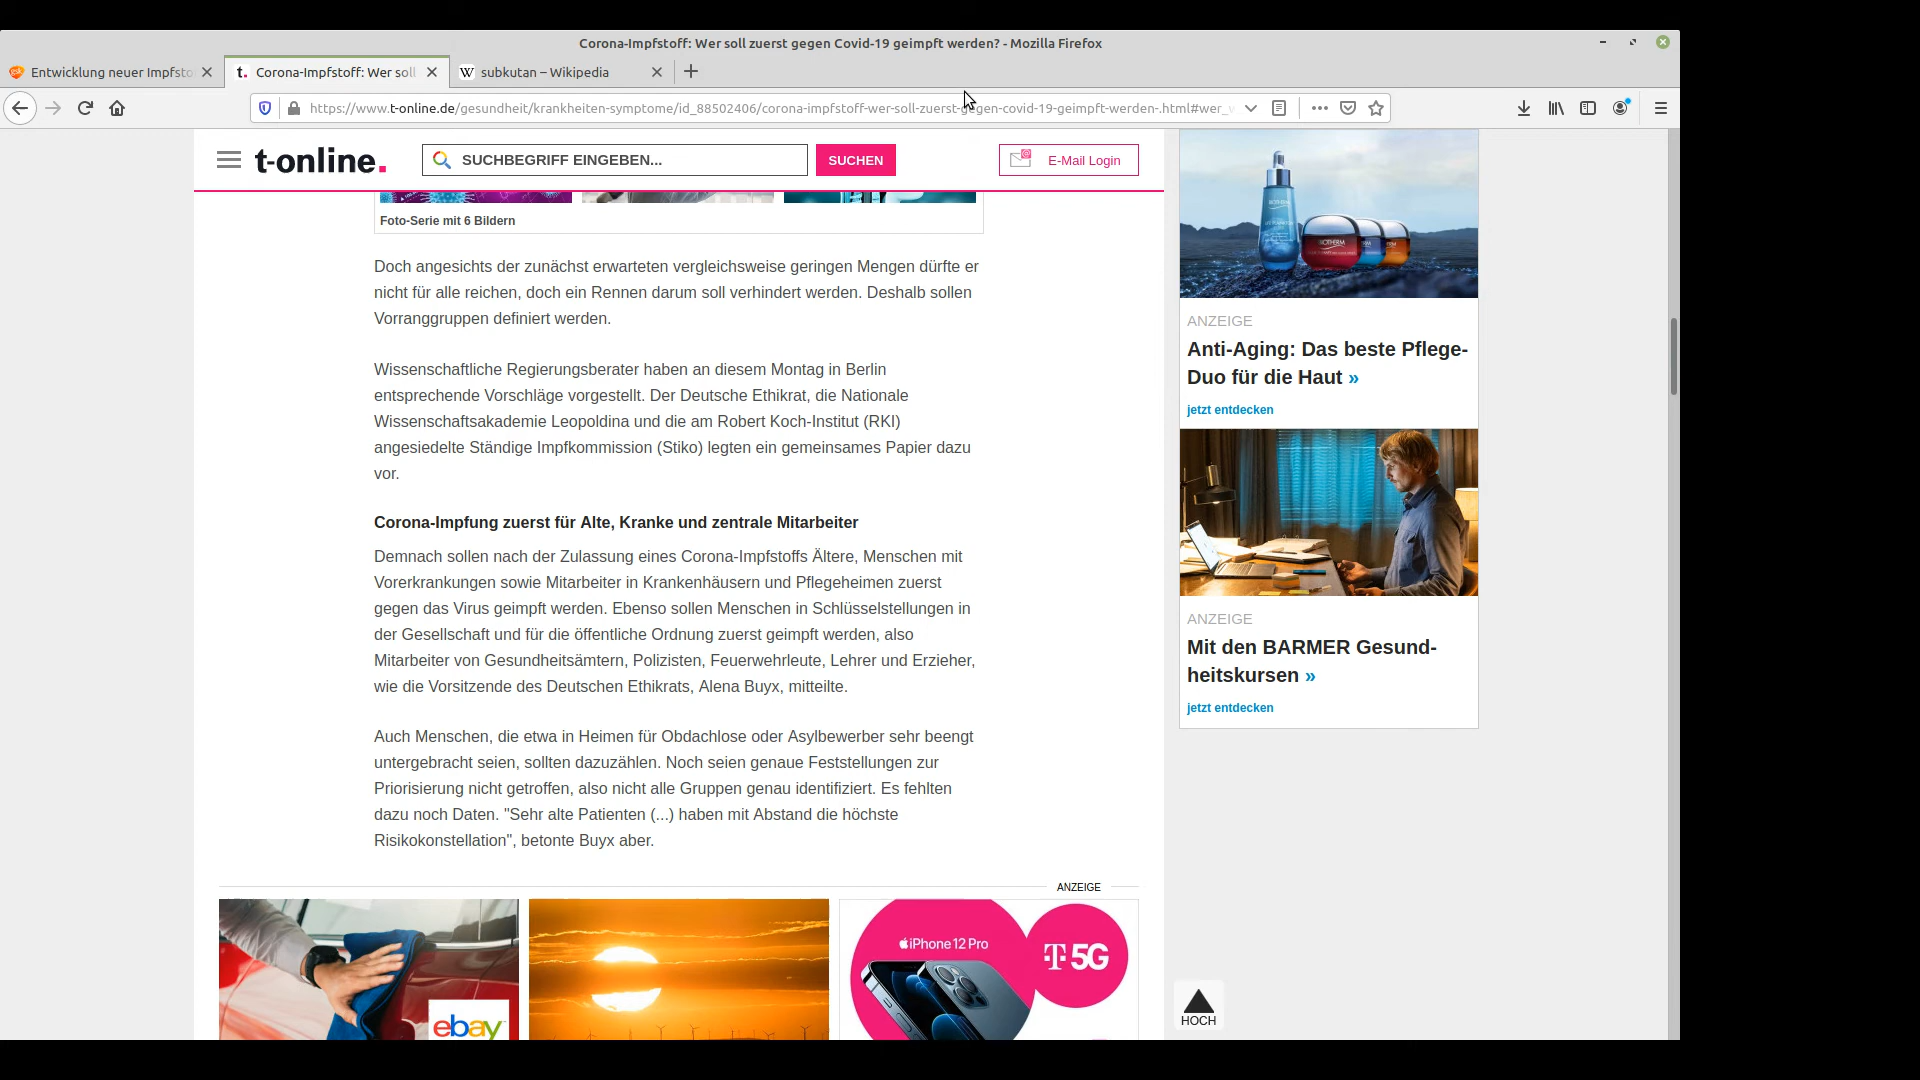 Corona-Impfstoff: Wer soll zuerst gegen Covid-19 geimpft werden? - Mozilla Firefox
Entwicklung neuer Impfsto
t. Corona-Impfstoff: Wer soll
W subkutan – Wikipedia
https://www.t-online.de/gesundheit/krankheiten-symptome/id_88502406/corona-impfstoff-wer-soll-zuerst-gegen-covid-19-geimpft-werden-.html#wer_
t-online.
SUCHBEGRIFF EINGEBEN...
SUCHEN
E-Mail Login
Foto-Serie mit 6 Bildern
Doch angesichts der zunächst erwarteten vergleichsweise geringen Mengen dürfte er
nicht für alle reichen, doch ein Rennen darum soll verhindert werden. Deshalb sollen
Vorranggruppen definiert werden.
Wissenschaftliche Regierungsberater haben an diesem Montag in Berlin
entsprechende Vorschläge vorgestellt. Der Deutsche Ethikrat, die Nationale
Wissenschaftsakademie Leopoldina und die am Robert Koch-Institut (RKI)
angesiedelte Ständige Impfkommission (Stiko) legten ein gemeinsames Papier dazu
vor.
Corona-Impfung zuerst für Alte, Kranke und zentrale Mitarbeiter
Demnach sollen nach der Zulassung eines Corona-Impfstoffs Ältere, Menschen mit
Vorerkrankungen sowie Mitarbeiter in Krankenhäusern und Pflegeheimen zuerst
gegen das Virus geimpft werden. Ebenso sollen Menschen in Schlüsselstellungen in
der Gesellschaft und für die öffentliche Ordnung zuerst geimpft werden, also
Mitarbeiter von Gesundheitsämtern, Polizisten, Feuerwehrleute, Lehrer und Erzieher,
wie die Vorsitzende des Deutschen Ethikrats, Alena Buyx, mitteilte.
Auch Menschen, die etwa in Heimen für Obdachlose oder Asylbewerber sehr beengt
untergebracht seien, sollten dazuzählen. Noch seien genaue Feststellungen zur
Priorisierung nicht getroffen, also nicht alle Gruppen genau identifiziert. Es fehlten
dazu noch Daten. "Sehr alte Patienten (...) haben mit Abstand die höchste
Risikokonstellation", betonte Buyx aber.
ANZEIGE
ebay
iPhone 12 Pro
T 5G
BIOTHERM
ANZEIGE
Anti-Aging: Das beste Pflege-
Duo für die Haut »
jetzt entdecken
ANZEIGE
Mit den BARMER Gesund-
heitskursen »
jetzt entdecken
HOCH